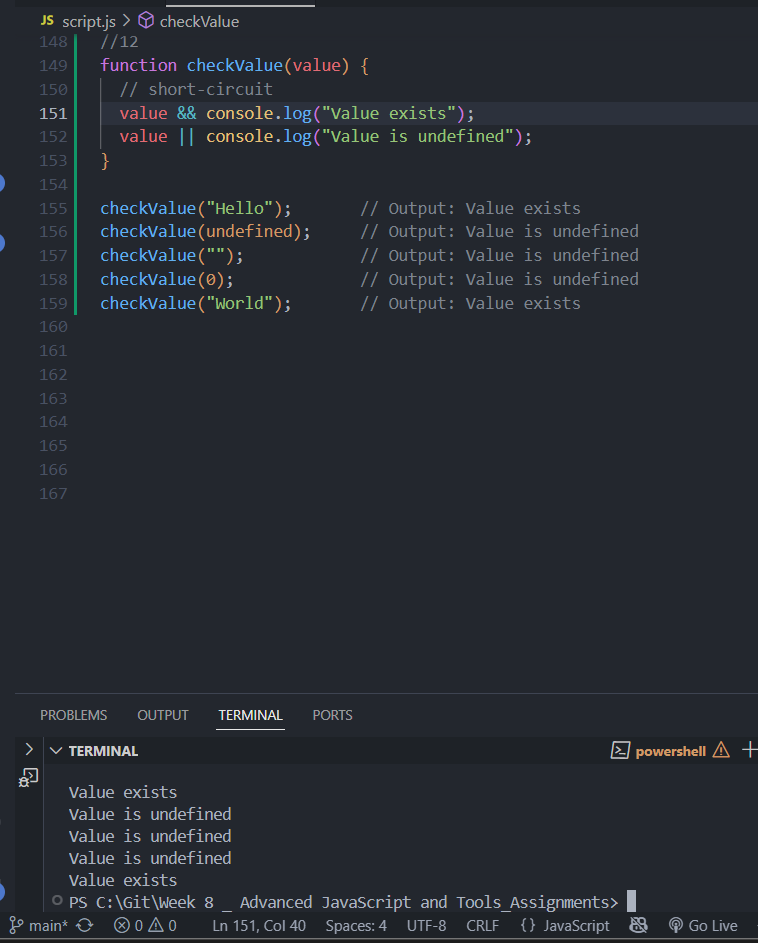 JS script.js > checkValue
148 //12
149 function checkValue(value) {
150 // short-circuit
151 value && console.log("Value exists");
152 value || console.log("Value is undefined");
153 }
154
155 checkValue("Hello"); // Output: Value exists
156 checkValue(undefined); // Output: Value is undefined
157 checkValue(""); // Output: Value is undefined
158 checkValue(0); // Output: Value is undefined
159 checkValue("World"); // Output: Value exists
160
161
162
163
164
165
166
167
PROBLEMS OUTPUT TERMINAL PORTS
TERMINAL powershell
Value exists
Value is undefined
Value is undefined
Value is undefined
Value exists
PS C:\Git\Week 8 _ Advanced JavaScript and Tools_Assignments>
main* 0 0 Ln 151, Col 40 Spaces: 4 UTF-8 CRLF {} JavaScript Go Live